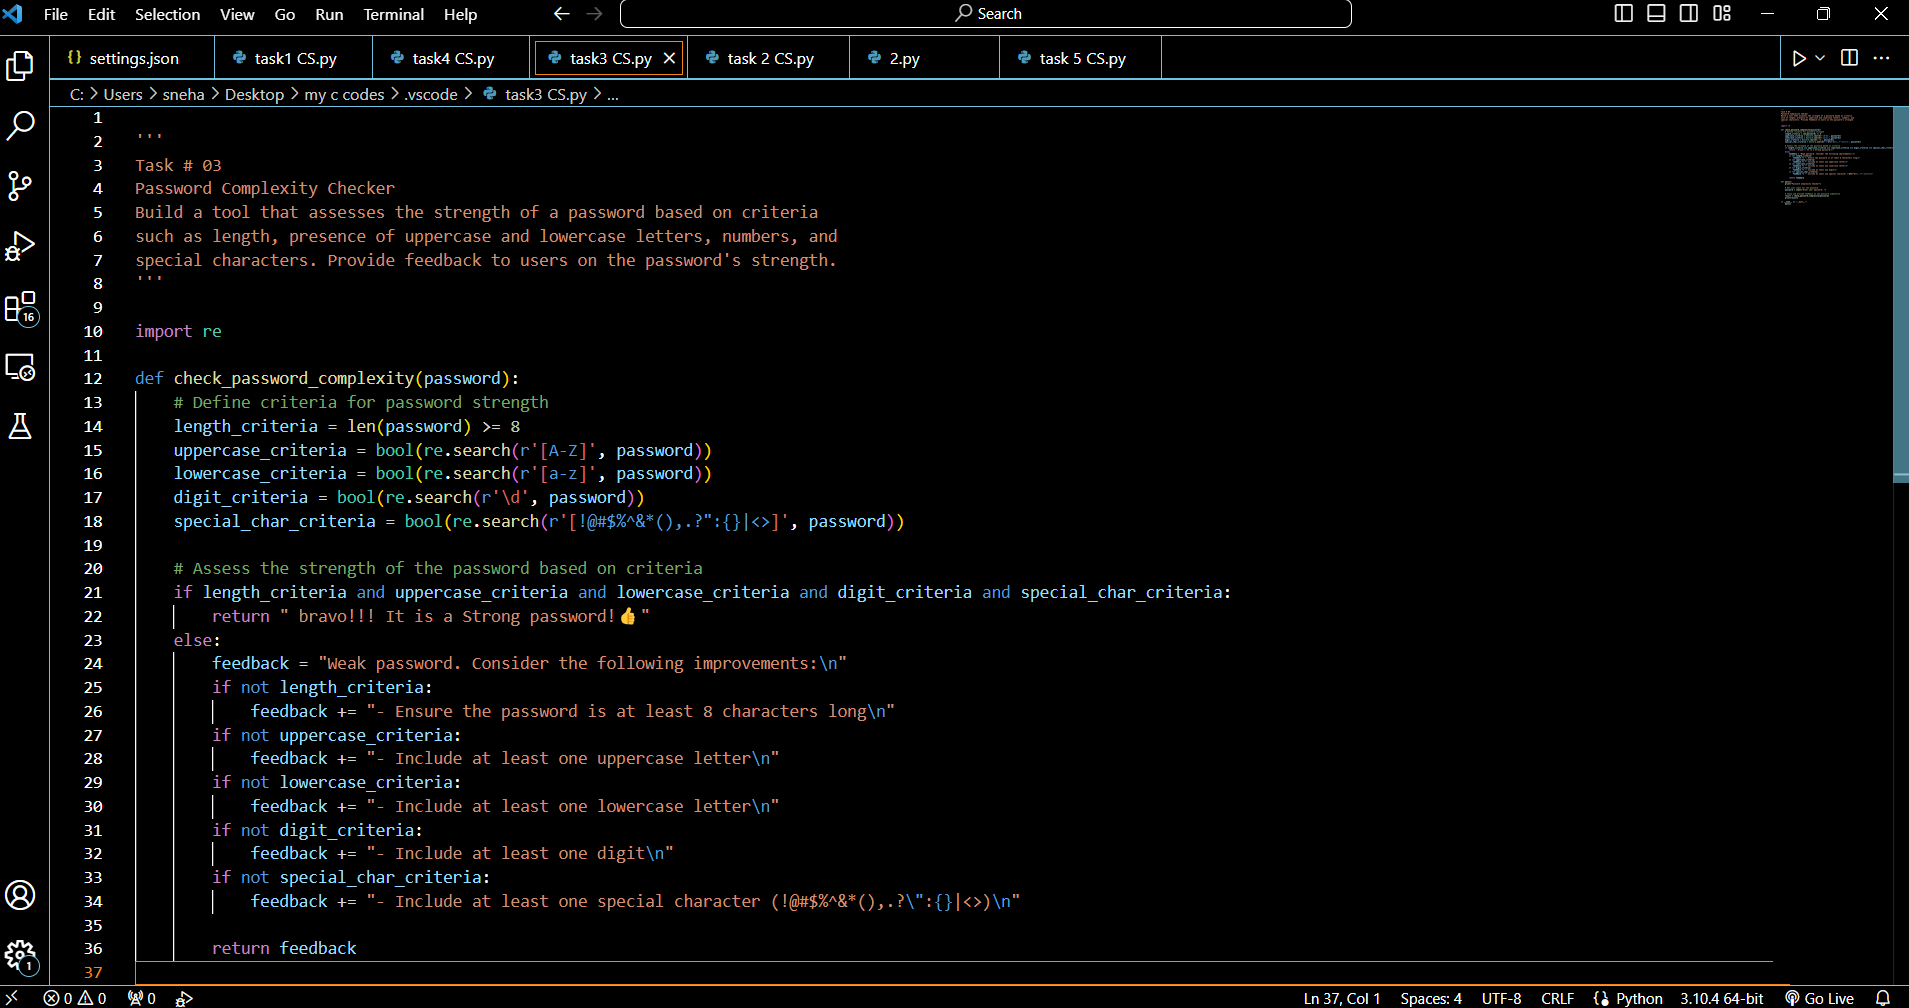 File Edit Selection View Go Run Terminal Help
Search
{} settings.json
task1 CS.py
task4 CS.py
task3 CS.py
task 2 CS.py
2.py
task 5 CS.py
C: > Users > sneha > Desktop > my c codes > .vscode > task3 CS.py > ...
1
2 '''
3 Task # 03
4 Password Complexity Checker
5 Build a tool that assesses the strength of a password based on criteria
6 such as length, presence of uppercase and lowercase letters, numbers, and
7 special characters. Provide feedback to users on the password's strength.
8 '''
9
10 import re
11
12 def check_password_complexity(password):
13     # Define criteria for password strength
14     length_criteria = len(password) >= 8
15     uppercase_criteria = bool(re.search(r'[A-Z]', password))
16     lowercase_criteria = bool(re.search(r'[a-z]', password))
17     digit_criteria = bool(re.search(r'\d', password))
18     special_char_criteria = bool(re.search(r'[!@#$%^&*(),.?":{}|<>]', password))
19
20     # Assess the strength of the password based on criteria
21     if length_criteria and uppercase_criteria and lowercase_criteria and digit_criteria and special_char_criteria:
22         return " bravo!!! It is a Strong password!👍"
23     else:
24         feedback = "Weak password. Consider the following improvements:\n"
25         if not length_criteria:
26             feedback += "- Ensure the password is at least 8 characters long\n"
27         if not uppercase_criteria:
28             feedback += "- Include at least one uppercase letter\n"
29         if not lowercase_criteria:
30             feedback += "- Include at least one lowercase letter\n"
31         if not digit_criteria:
32             feedback += "- Include at least one digit\n"
33         if not special_char_criteria:
34             feedback += "- Include at least one special character (!@#$%^&*(),.?\":{}|<>)\n"
35
36         return feedback
37
16
1
0 0 0
Ln 37, Col 1 Spaces: 4 UTF-8 CRLF Python 3.10.4 64-bit Go Live